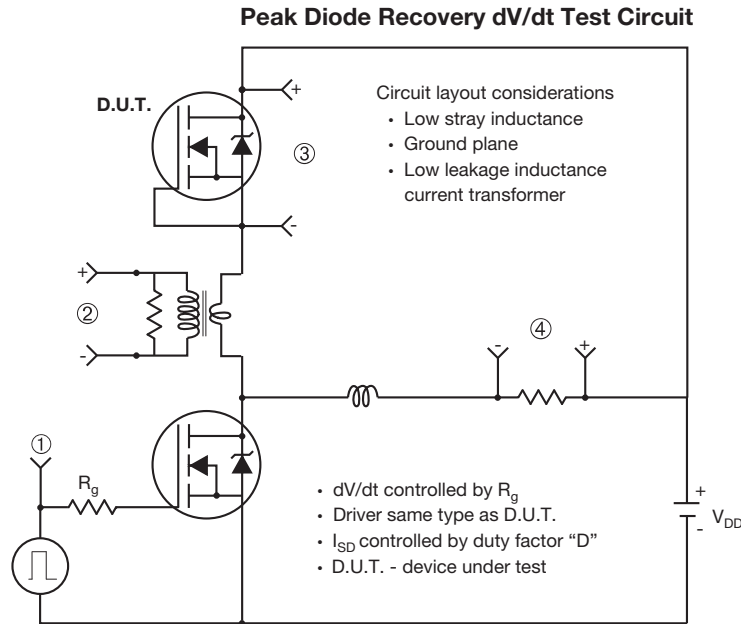 Peak Diode Recovery dV/dt Test Circuit
D.U.T.
+
-
③
Circuit layout considerations
• Low stray inductance
• Ground plane
• Low leakage inductance
current transformer
+
②
-
④
-
+
①
Rg
• dV/dt controlled by Rg
• Driver same type as D.U.T.
• ISD controlled by duty factor “D”
• D.U.T. - device under test
+
-
VDD